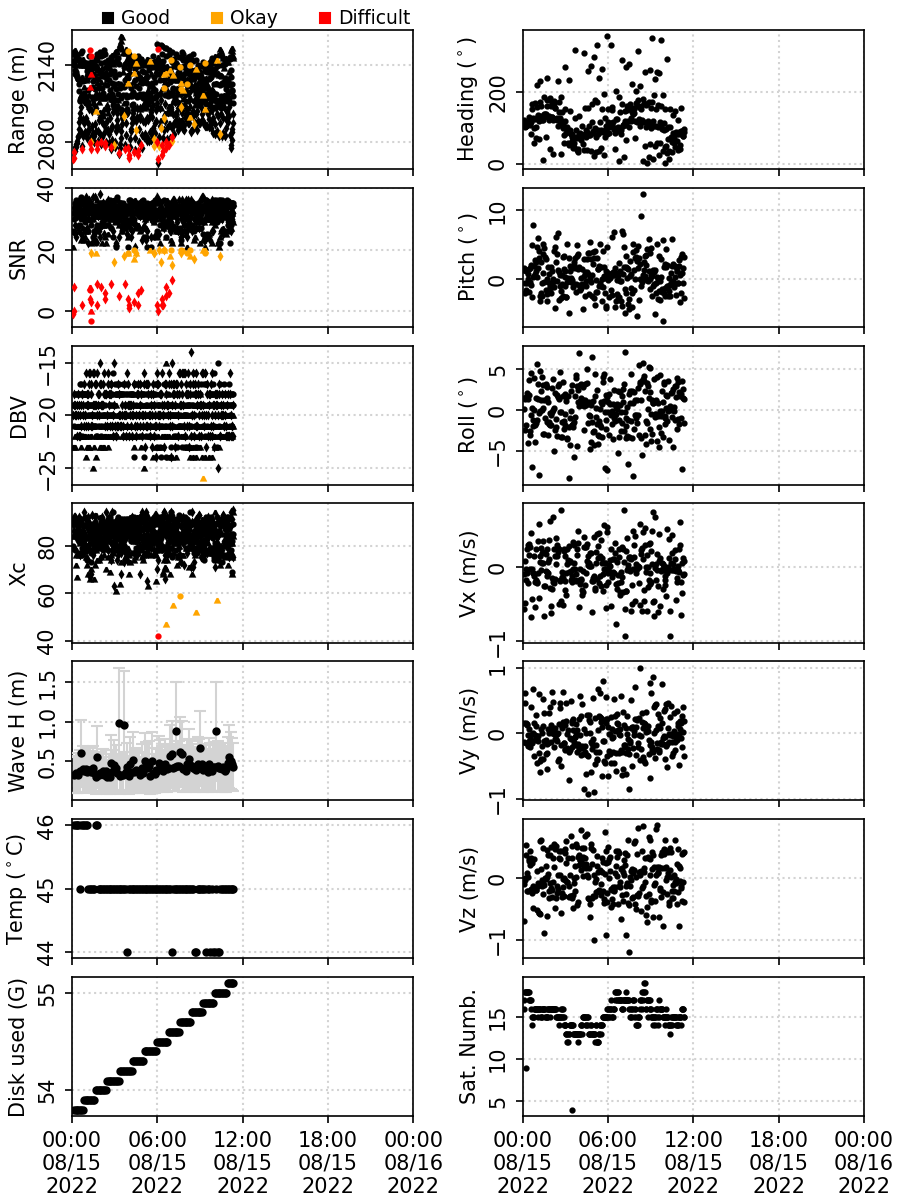 Good Okay Difficult
Range (m)
2140
2080
Heading (°)
200
0
SNR
40
20
0
Pitch (°)
10
0
DBV
−15
−20
−25
Roll (°)
5
0
−5
Xc
80
60
40
Vx (m/s)
0
−1
Wave H (m)
1.5
1.0
0.5
Vy (m/s)
1
0
−1
Temp (°C)
46
45
44
Vz (m/s)
0
−1
Disk used (G)
55
54
Sat. Numb.
15
10
5
00:00 06:00 12:00 18:00 00:00
08/15 08/15 08/15 08/15 08/16
2022 2022 2022 2022 2022
00:00 06:00 12:00 18:00 00:00
08/15 08/15 08/15 08/15 08/16
2022 2022 2022 2022 2022